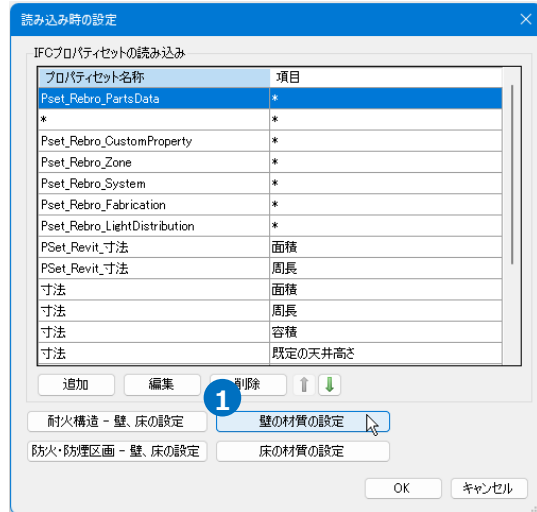 読み込み時の設定
IFCプロパティセットの読み込み
プロパティセット名称 項目
Pset_Rebro_PartsData *
* *
Pset_Rebro_CustomProperty *
Pset_Rebro_Zone *
Pset_Rebro_System *
Pset_Rebro_Fabrication *
Pset_Rebro_LightDistribution *
PSet_Revit_寸法 面積
PSet_Revit_寸法 周長
寸法 面積
寸法 周長
寸法 容積
寸法 既定の天井高さ
追加 編集 削除
1
耐火構造 - 壁、床の設定 壁の材質の設定
防火・防煙区画 - 壁、床の設定 床の材質の設定
OK キャンセル